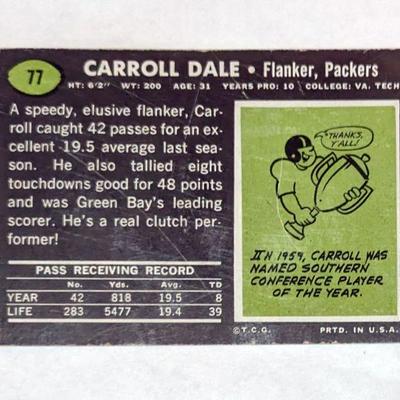 77
CARROLL DALE • Flanker, Packers
HT: 6'2" WT: 200 AGE: 31 YEARS PRO: 10 COLLEGE: VA. TECH
A speedy, elusive flanker, Car-
roll caught 42 passes for an ex-
cellent 19.5 average last sea-
son. He also tallied eight
touchdowns good for 48 points
and was Green Bay's leading
scorer. He's a real clutch per-
former!
PASS RECEIVING RECORD
No. Yds. Avg. TD
YEAR 42 818 19.5 8
LIFE 283 5477 19.4 39
"THANKS,
Y'ALL!"
IN 1959, CARROLL WAS
NAMED SOUTHERN
CONFERENCE PLAYER
OF THE YEAR.
©T.C.G. PRTD. IN U.S.A.